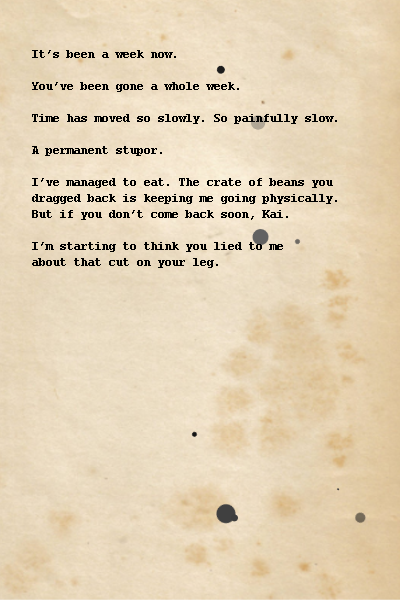 It's been a week now.
You've been gone a whole week.
Time has moved so slowly. So painfully slow.
A permanent stupor.
I've managed to eat. The crate of beans you
dragged back is keeping me going physically.
But if you don't come back soon, Kai.
I'm starting to think you lied to me
about that cut on your leg.